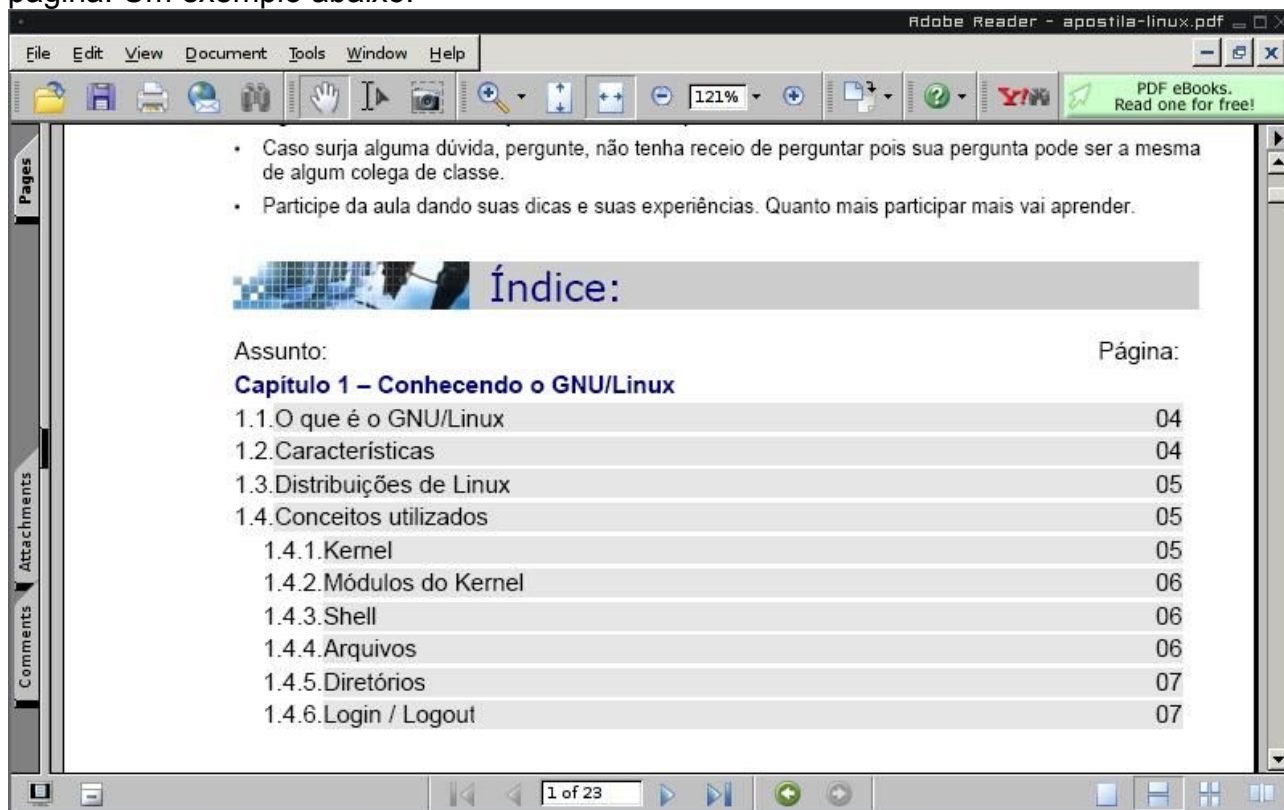 página. Um exemplo abaixo:
Adobe Reader - apostila-linux.pdf
File Edit View Document Tools Window Help
121%
Y!
PDF eBooks.
Read one for free!
Pages
• Caso surja alguma dúvida, pergunte, não tenha receio de perguntar pois sua pergunta pode ser a mesma
de algum colega de classe.
• Participe da aula dando suas dicas e suas experiências. Quanto mais participar mais vai aprender.
Índice:
Assunto: Página:
Capítulo 1 – Conhecendo o GNU/Linux
1.1.O que é o GNU/Linux 04
1.2.Características 04
1.3.Distribuições de Linux 05
1.4.Conceitos utilizados 05
1.4.1.Kernel 05
1.4.2.Módulos do Kernel 06
1.4.3.Shell 06
1.4.4.Arquivos 06
1.4.5.Diretórios 07
1.4.6.Login / Logout 07
Attachments
Comments
1 of 23